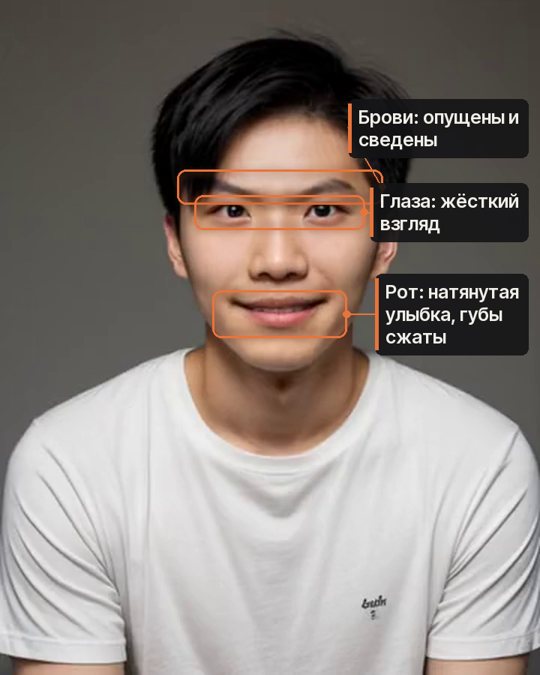 Брови: опущены и
сведены
Глаза: жёсткий
взгляд
Рот: натянутая
улыбка, губы
сжаты